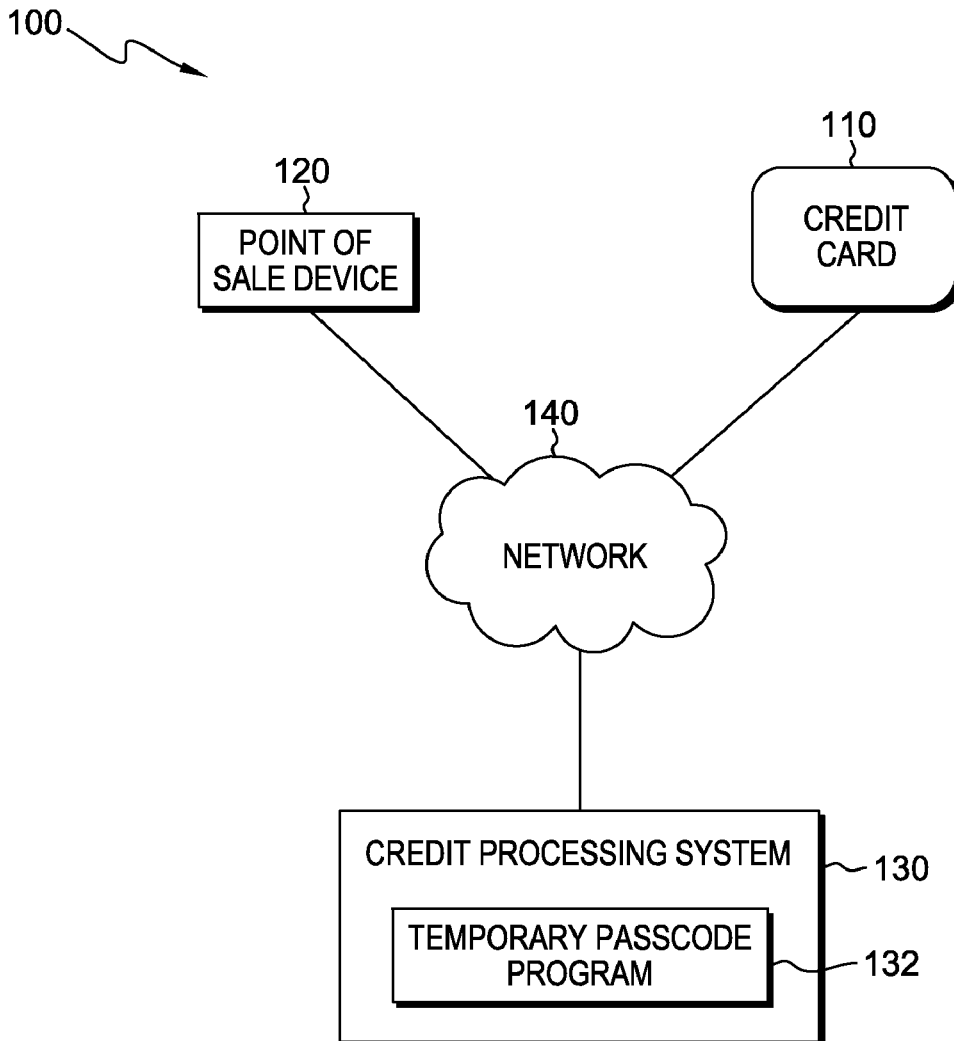 100
110
120
CREDIT
CARD
POINT OF
SALE DEVICE
140
NETWORK
CREDIT PROCESSING SYSTEM
130
TEMPORARY PASSCODE
PROGRAM
132